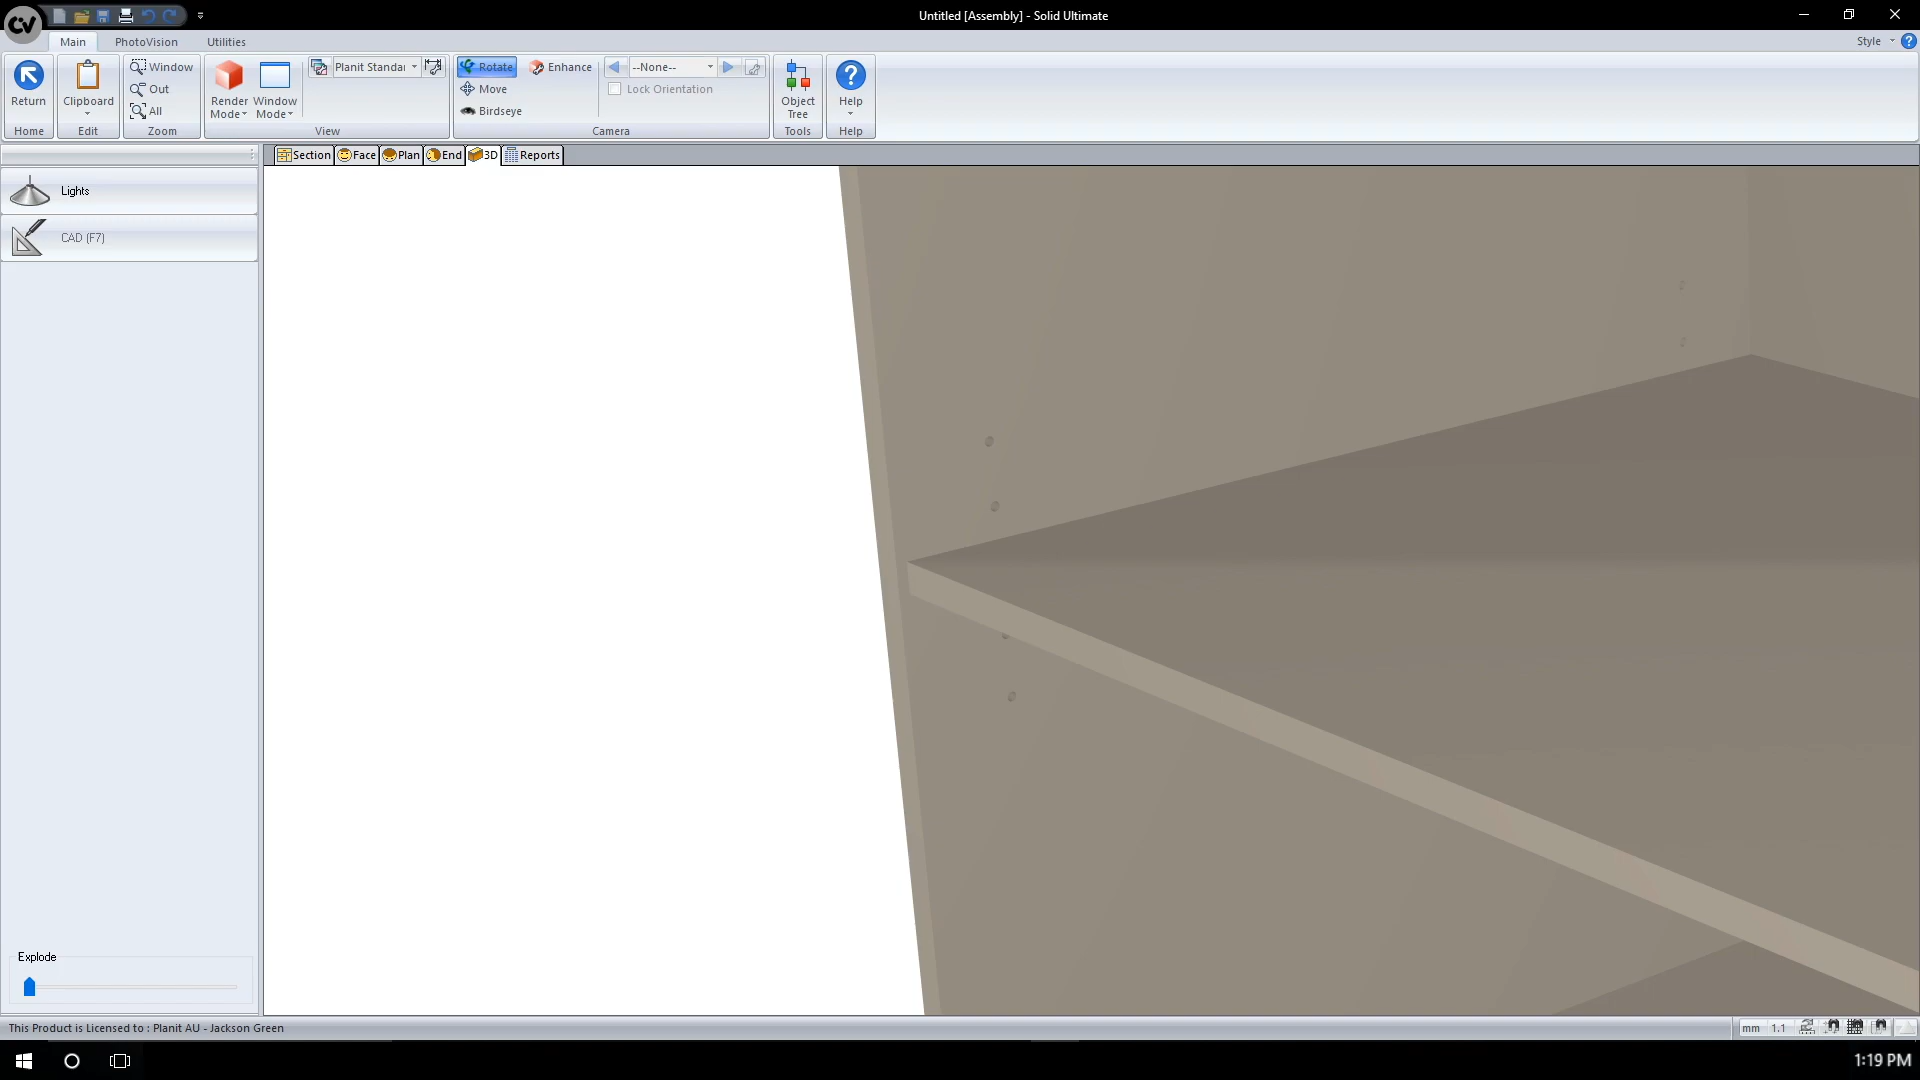 CV
Untitled [Assembly] - Solid Ultimate
Main PhotoVision Utilities
Style
Return
Home
Clipboard
Edit
Window
Out
All
Zoom
Render Mode
Window Mode
Planit Standar
View
Rotate
Move
Birdseye
Enhance
--None--
Lock Orientation
Camera
Object Tree
Tools
Help
Help
Section Face Plan End 3D Reports
Lights
CAD (F7)
Explode
This Product is Licensed to : Planit AU - Jackson Green
mm 1.1
1:19 PM